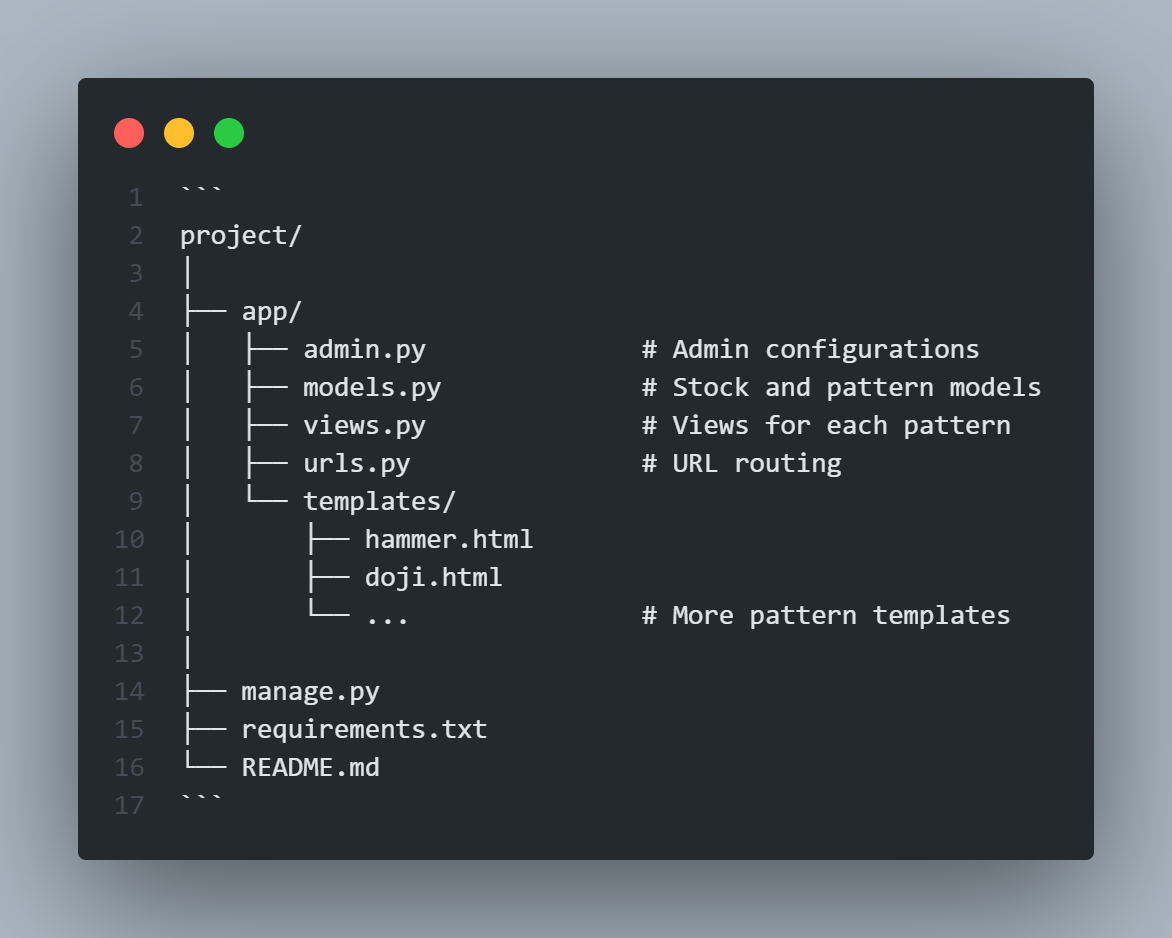 1 ```
2 project/
3 │
4 ├── app/
5 │   ├── admin.py              # Admin configurations
6 │   ├── models.py             # Stock and pattern models
7 │   ├── views.py              # Views for each pattern
8 │   ├── urls.py               # URL routing
9 │   └── templates/
10 │       ├── hammer.html
11 │       ├── doji.html
12 │       └── ...               # More pattern templates
13 │
14 ├── manage.py
15 ├── requirements.txt
16 └── README.md
17 ```